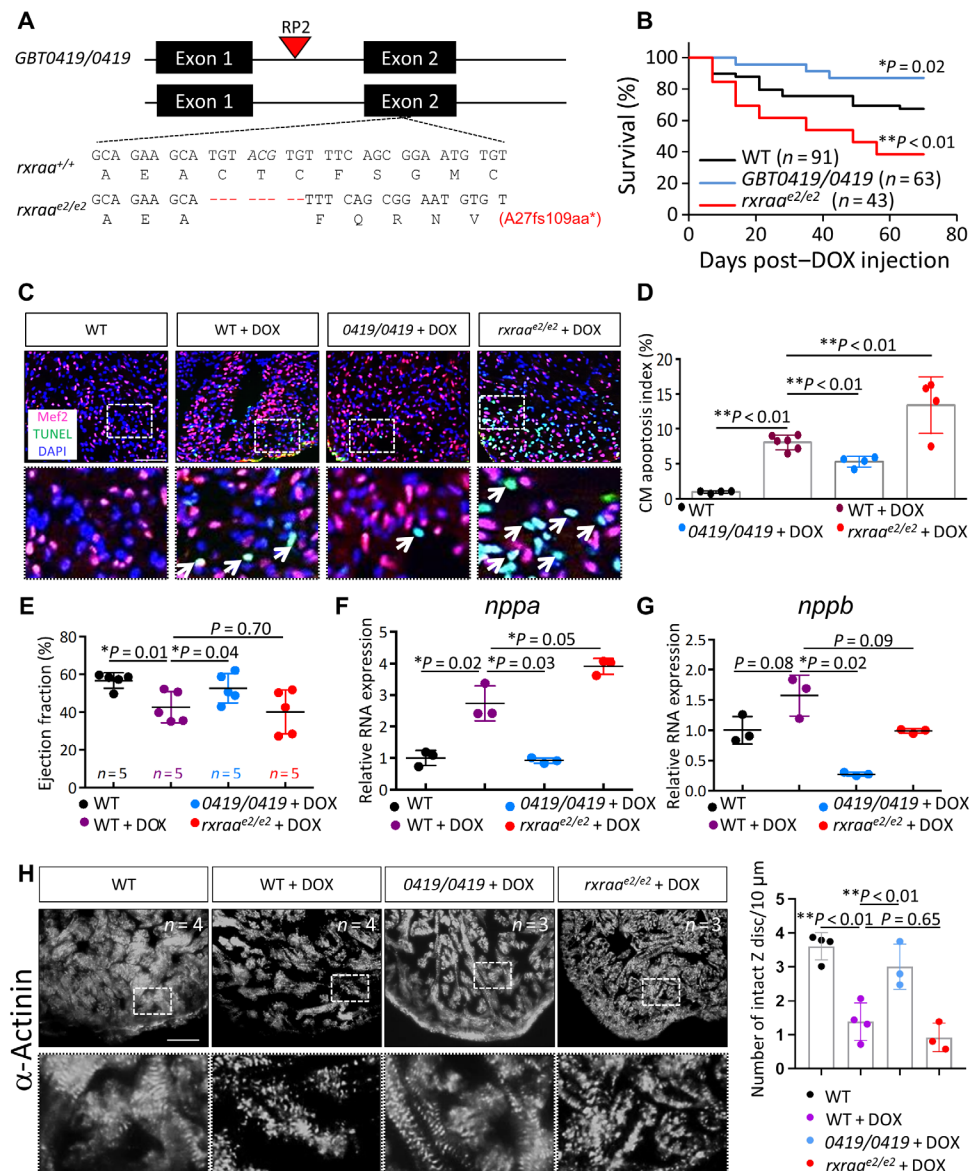 A
RP2
GBT0419/0419
Exon 1
Exon 2
Exon 1
Exon 2
rxraa+/+
GCA GAA GCA TGT ACG TGT TTC AGC GGA ATG TGT
A E A C T C F S G M C
rxraae2/e2
GCA GAA GCA --- --- --TTT CAG CGG AAT GTG T
A E A F Q R N V (A27fs109aa*)
B
Survival (%)
100
80
60
40
20
0
*P = 0.02
**P < 0.01
WT (n = 91)
GBT0419/0419 (n = 63)
rxraae2/e2 (n = 43)
0 20 40 60 80
Days post–DOX injection
C
WT
WT + DOX
0419/0419 + DOX
rxraae2/e2 + DOX
Mef2
TUNEL
DAPI
D
CM apoptosis index (%)
20
15
10
5
0
**P < 0.01
**P < 0.01
**P < 0.01
WT
WT + DOX
0419/0419 + DOX
rxraae2/e2 + DOX
E
Ejection fraction (%)
80
60
40
20
0
P = 0.70
*P = 0.01
*P = 0.04
n = 5
n = 5
n = 5
n = 5
WT
0419/0419 + DOX
WT + DOX
rxraae2/e2 + DOX
F
nppa
Relative RNA expression
5
4
3
2
1
0
*P = 0.05
*P = 0.02
*P = 0.03
WT
0419/0419 + DOX
WT + DOX
rxraae2/e2 + DOX
G
nppb
Relative RNA expression
2.5
2.0
1.5
1.0
0.5
0.0
P = 0.09
P = 0.08
*P = 0.02
WT
0419/0419 + DOX
WT + DOX
rxraae2/e2 + DOX
H
WT
WT + DOX
0419/0419 + DOX
rxraae2/e2 + DOX
α-Actinin
n = 4
n = 4
n = 3
n = 3
Number of intact Z disc/10 μm
5
4
3
2
1
0
**P < 0.01
**P < 0.01
P = 0.65
WT
WT + DOX
0419/0419 + DOX
rxraae2/e2 + DOX